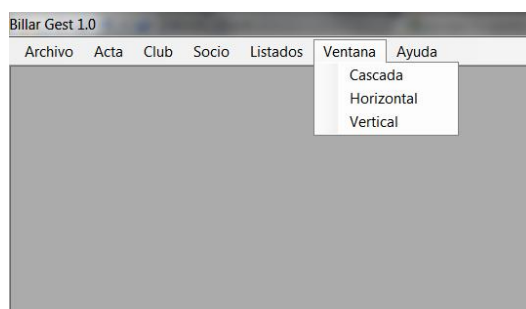 Billar Gest 1.0
Archivo Acta Club Socio Listados Ventana Ayuda
Cascada
Horizontal
Vertical